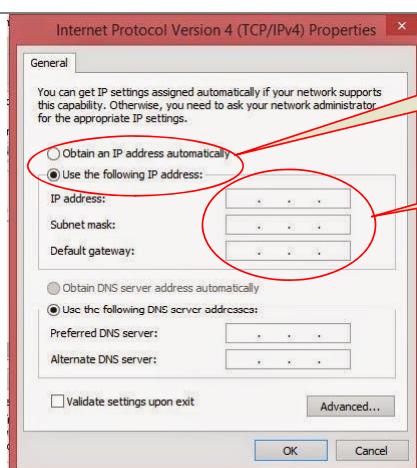 Internet Protocol Version 4 (TCP/IPv4) Properties
General
You can get IP settings assigned automatically if your network supports
this capability. Otherwise, you need to ask your network administrator
for the appropriate IP settings.
Obtain an IP address automatically
Use the following IP address:
IP address:
Subnet mask:
Default gateway:
Obtain DNS server address automatically
Use the following DNS server addresses:
Preferred DNS server:
Alternate DNS server:
Validate settings upon exit
Advanced...
OK
Cancel